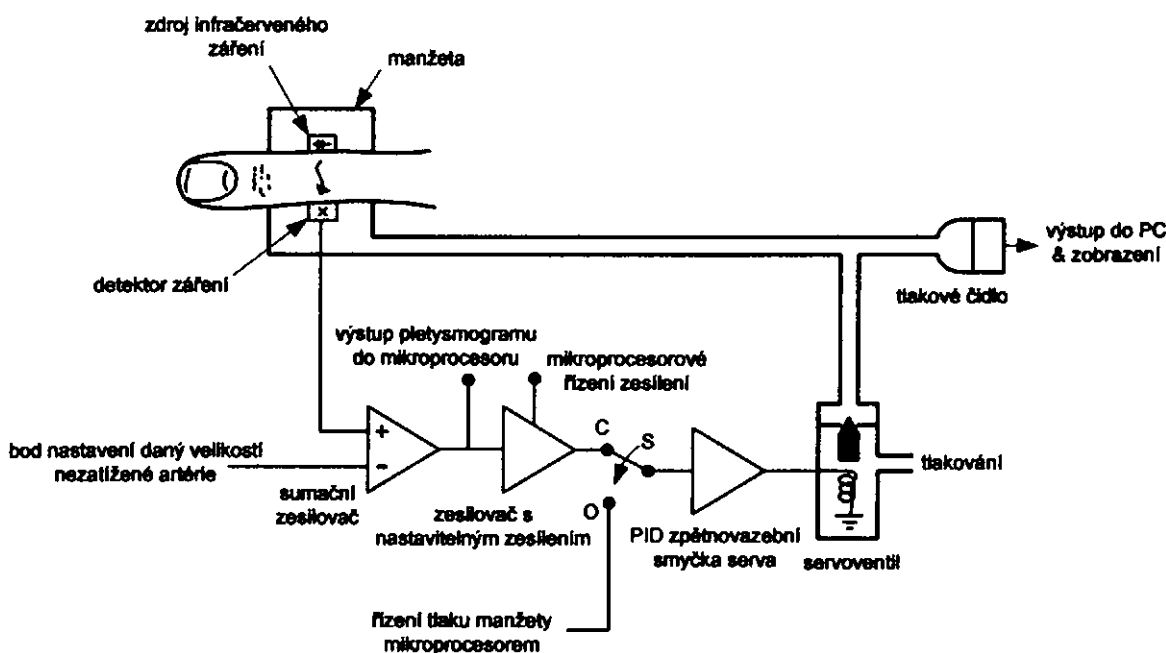 zdroj infračerveného
záření
manžeta
detektor záření
výstup do PC
& zobrazení
tlakové čidlo
výstup pletysmogramu
do mikroprocesoru
mikroprocesorové
řízení zesílení
bod nastavení daný velikostí
nezatížené artérie
+
-
sumační
zesilovač
zesilovač s
nastavitelným zesílením
C
S
O
PID zpětnovazební
smyčka serva
tlakování
servoventil
řízení tlaku manžety
mikroprocesorem